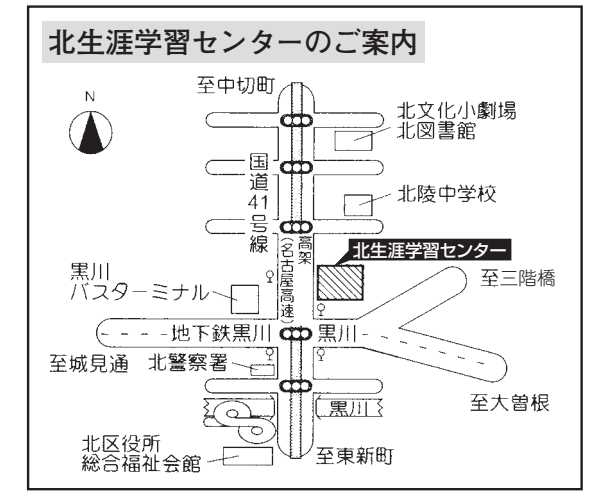 北生涯学習センターのご案内
至中切町
N
北文化小劇場
北図書館
国道41号線
北陵中学校
高架
(名古屋高速)
北生涯学習センター
黒川
バスターミナル
至三階橋
地下鉄黒川
黒川
至城見通
北警察署
至大曽根
黒川
北区役所
総合福祉会館
至東新町